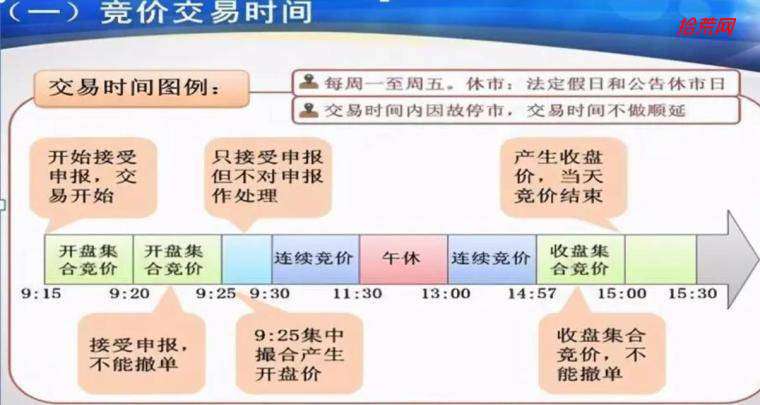 （一）竞价交易时间
拾荒网
交易时间图例：
每周一至周五。休市：法定假日和公告休市日
交易时间内因故停市，交易时间不做顺延
开始接受
申报，交
易开始
只接受申报
但不对申报
作处理
产生收盘
价，当天
竞价结束
开盘集
合竞价
开盘集
合竞价
连续竞价
午休
连续竞价
收盘集
合竞价
9:15
9:20
9:25
9:30
11:30
13:00
14:57
15:00
15:30
接受申报，
不能撤单
9:25集中
撮合产生
开盘价
收盘集合
竞价，不
能撤单